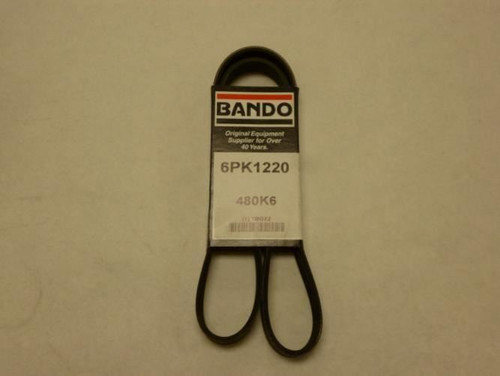 BANDO
Original Equipment
Supplier for Over
40 Years.
6PK1220
480K6